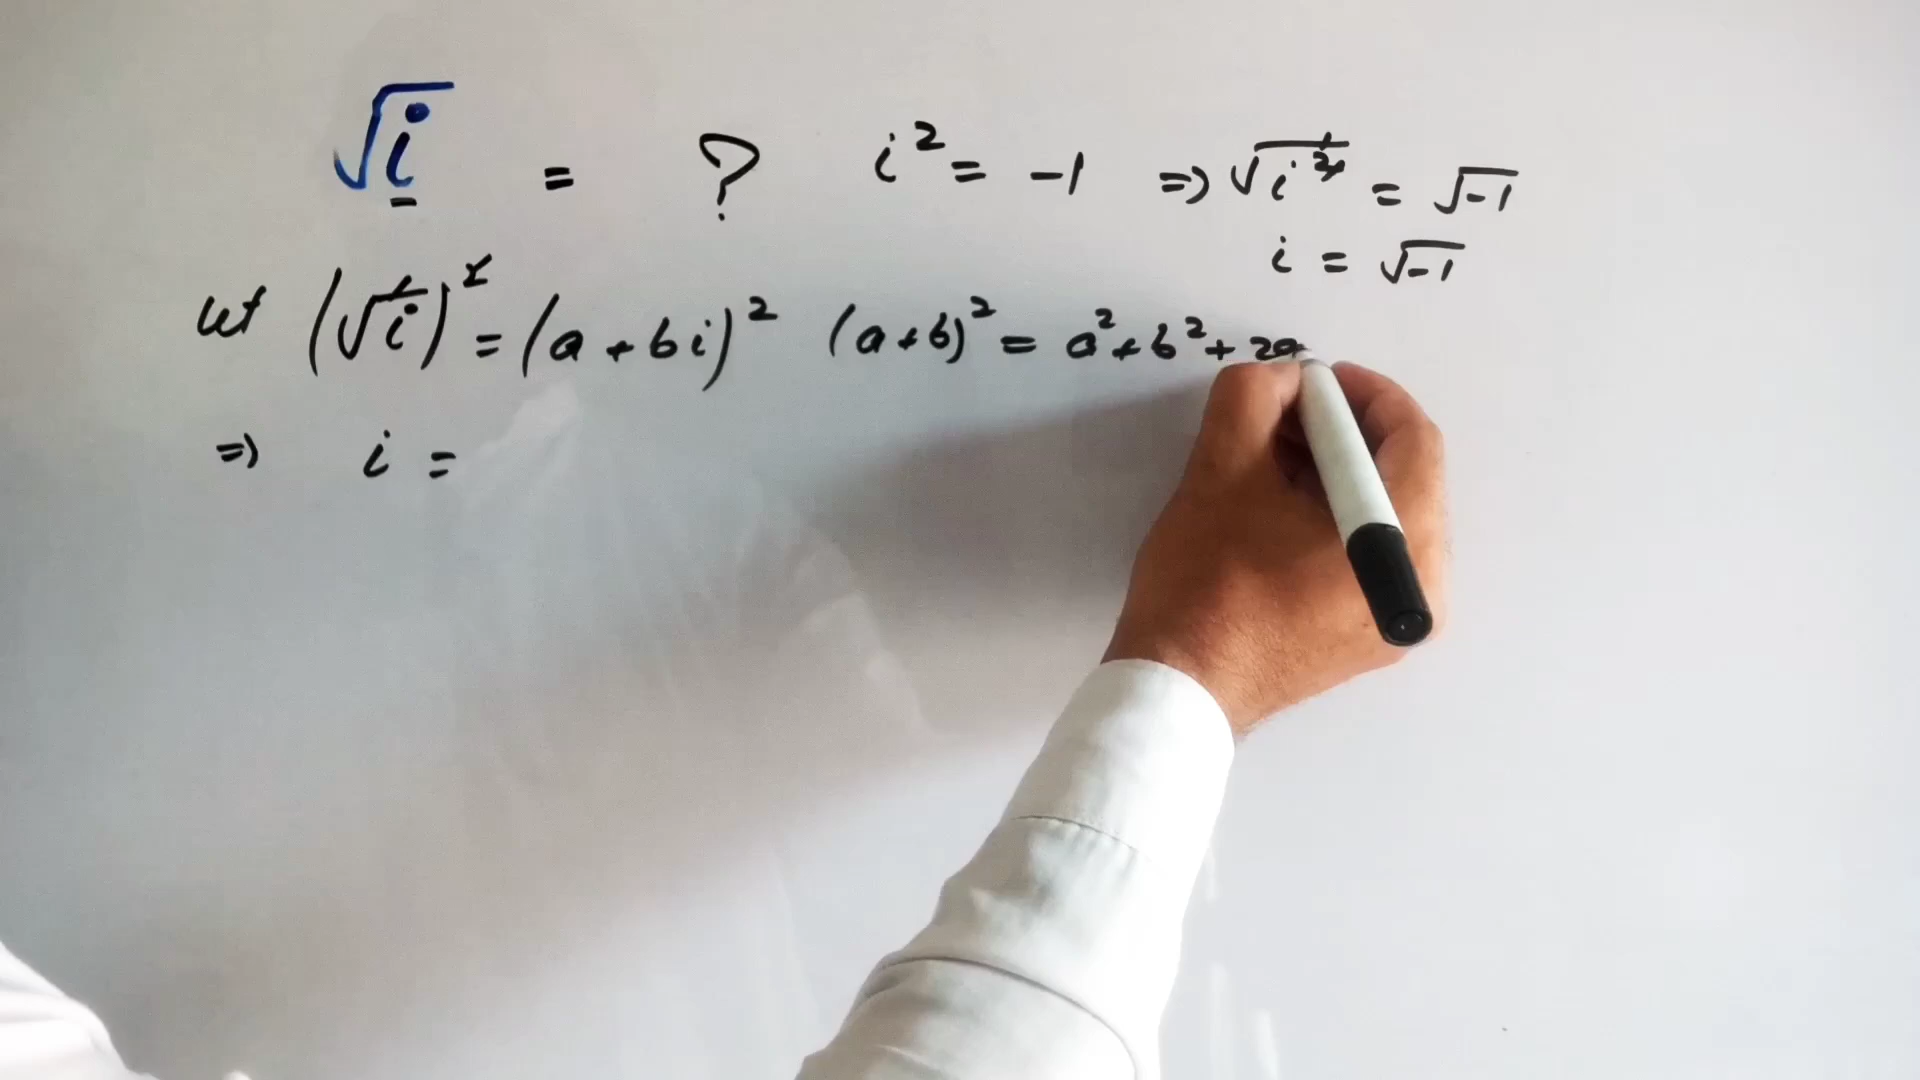 √i = ? i² = -1 => √i² = √-1
i = √-1
let (√i)² = (a + bi)² (a+b)² = a² + b² + 2a
=> i =